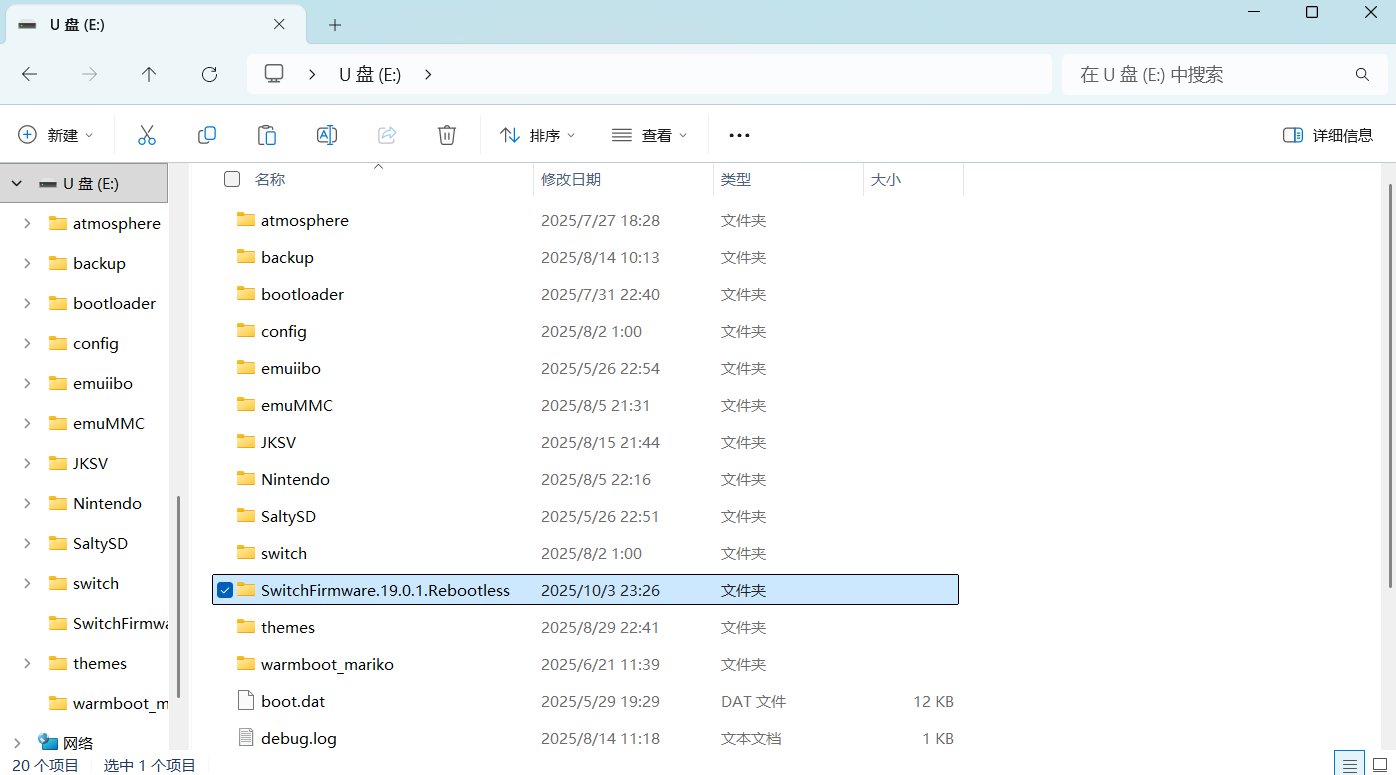 U 盘 (E:)
U 盘 (E:)
在 U 盘 (E:) 中搜索
新建
排序
查看
详细信息
U 盘 (E:)
atmosphere
backup
bootloader
config
emuiibo
emuMMC
JKSV
Nintendo
SaltySD
switch
SwitchFirmwa
themes
warmboot_m
网络
名称 修改日期 类型 大小
atmosphere 2025/7/27 18:28 文件夹
backup 2025/8/14 10:13 文件夹
bootloader 2025/7/31 22:40 文件夹
config 2025/8/2 1:00 文件夹
emuiibo 2025/5/26 22:54 文件夹
emuMMC 2025/8/5 21:31 文件夹
JKSV 2025/8/15 21:44 文件夹
Nintendo 2025/8/5 22:16 文件夹
SaltySD 2025/5/26 22:51 文件夹
switch 2025/8/2 1:00 文件夹
SwitchFirmware.19.0.1.Rebootless 2025/10/3 23:26 文件夹
themes 2025/8/29 22:41 文件夹
warmboot_mariko 2025/6/21 11:39 文件夹
boot.dat 2025/5/29 19:29 DAT 文件 12 KB
debug.log 2025/8/14 11:18 文本文档 1 KB
20 个项目 选中 1 个项目